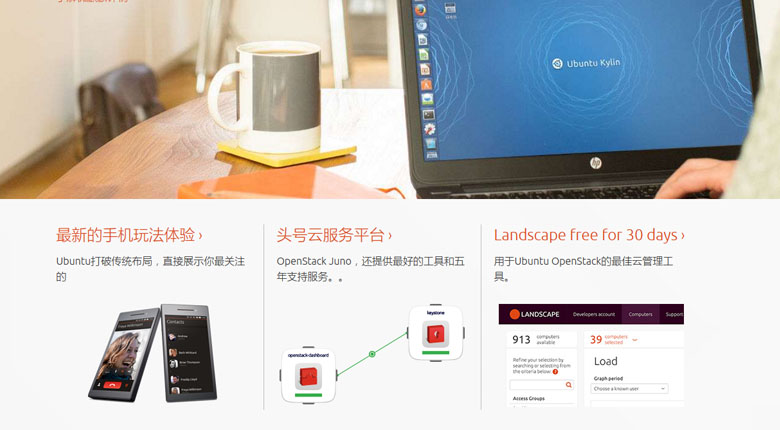 Ubuntu Kylin
hp
最新的手机玩法体验 ›
Ubuntu打破传统布局，直接展示你最关注
的
Contacts
头号云服务平台 ›
OpenStack Juno，还提供最好的工具和五
年支持服务。。
keystone
openstack-dashboard
Landscape free for 30 days ›
用于Ubuntu OpenStack的最佳云管理工
具。
LANDSCAPE
Developers account
Computers
913 computers
available
39 computers
selected
Refine your selection by
searching or selecting from
the criteria below. ?
Access Groups
Load
Graph period
Choose a known user